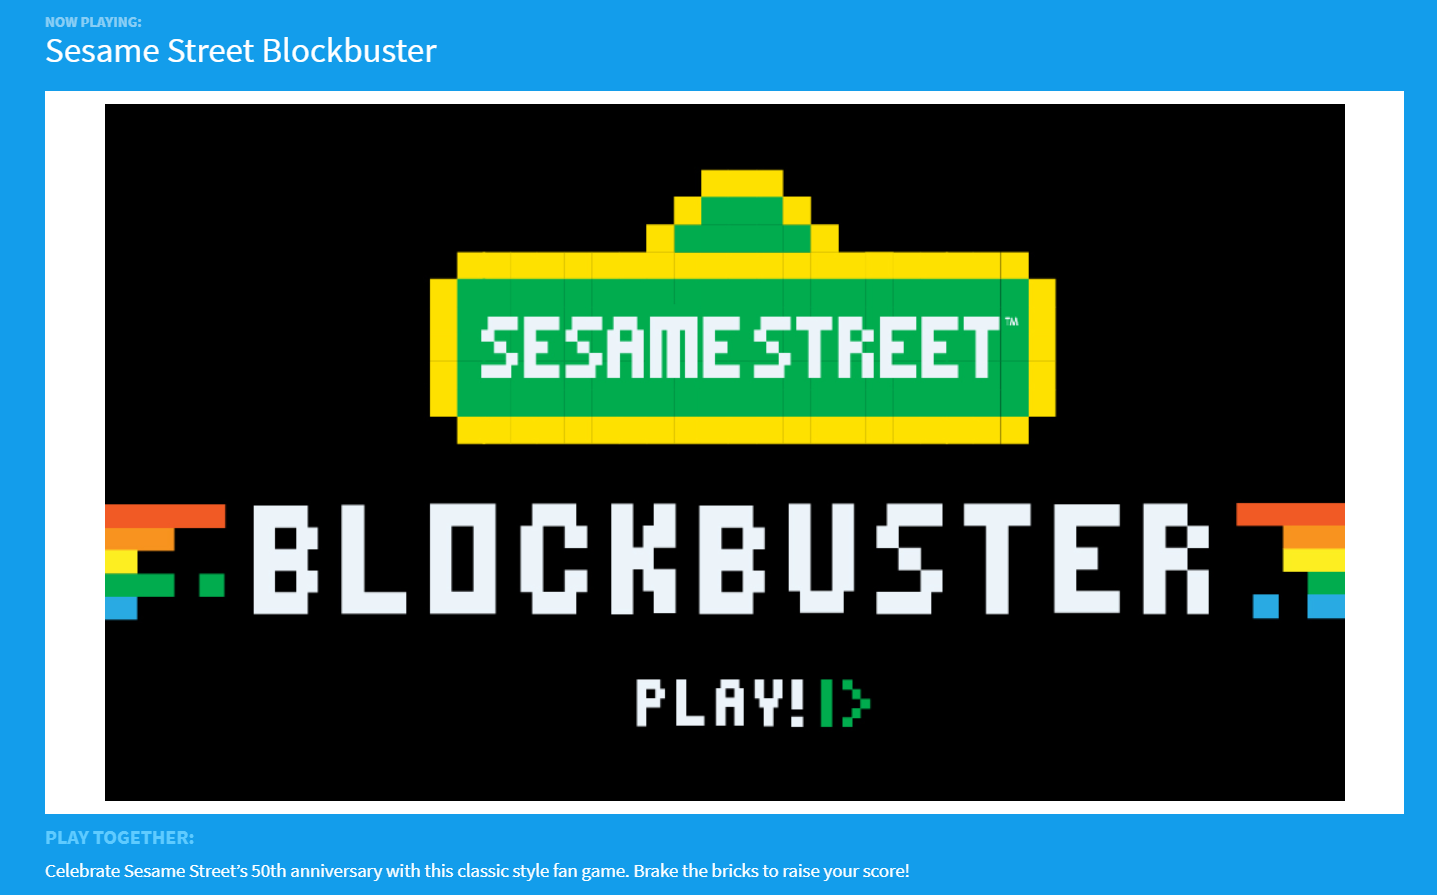 NOW PLAYING:
Sesame Street Blockbuster
SESAME STREET™
BLOCKBUSTER
PLAY!
PLAY TOGETHER:
Celebrate Sesame Street’s 50th anniversary with this classic style fan game. Brake the bricks to raise your score!